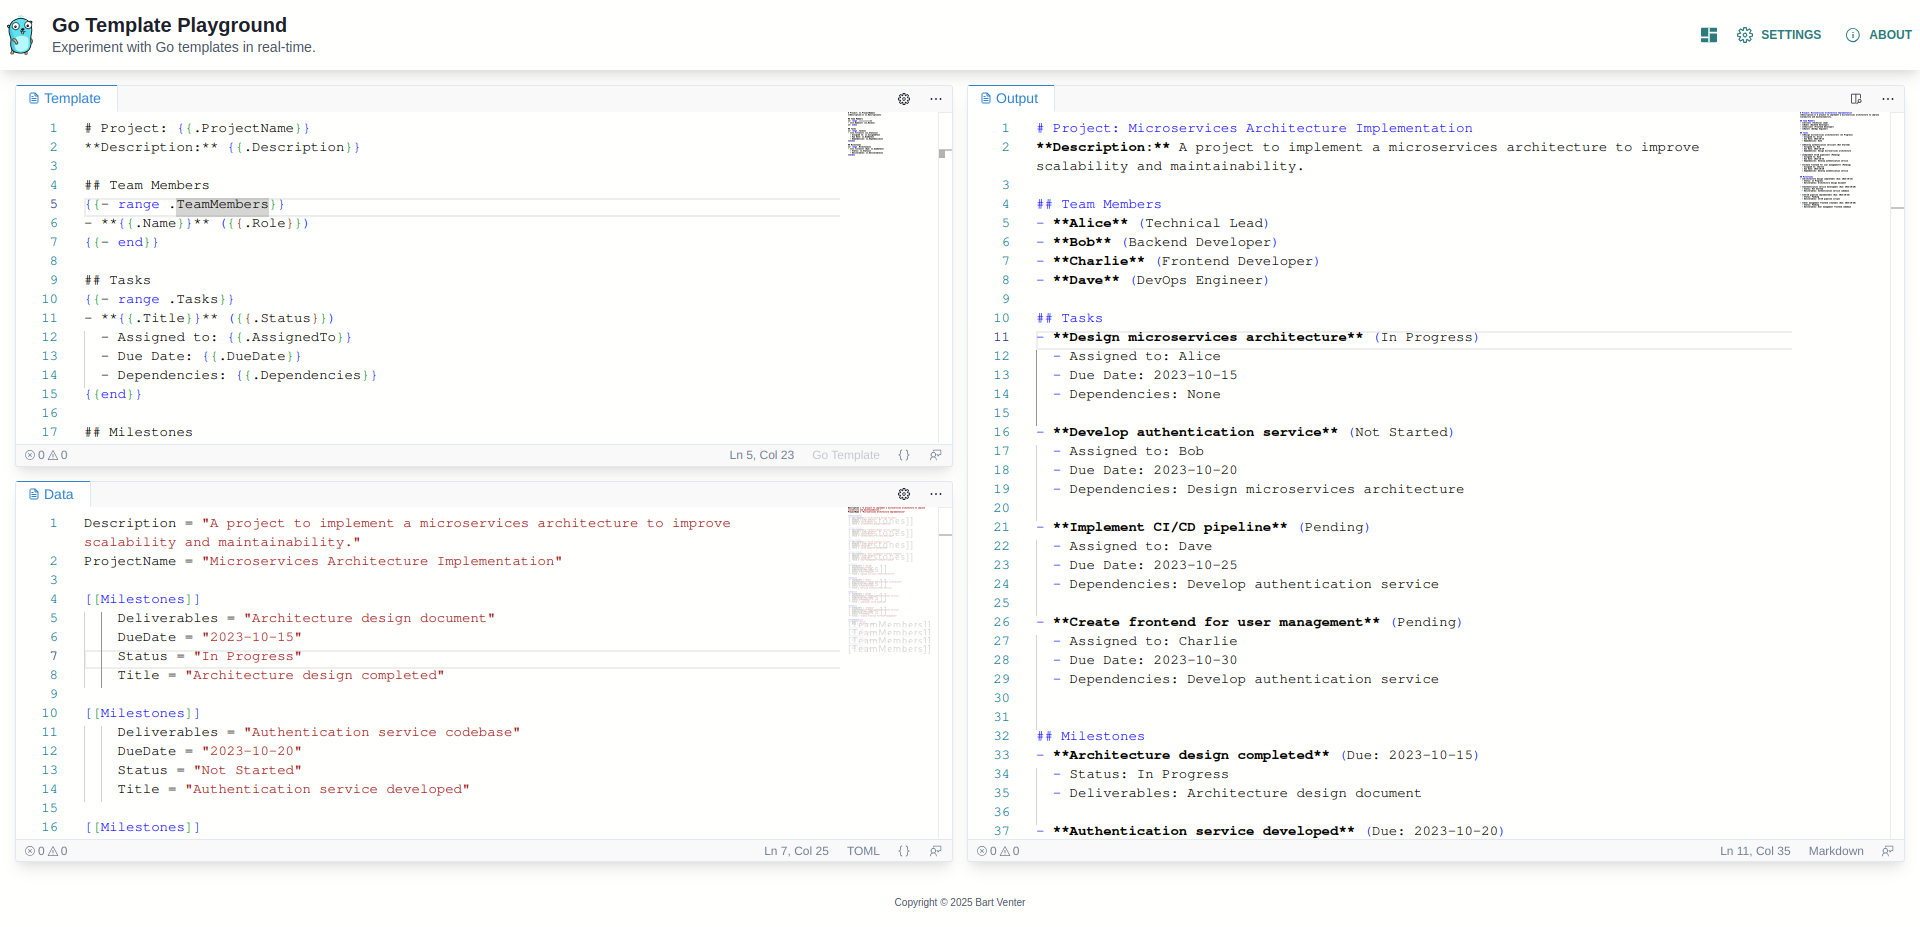 Go Template Playground
Experiment with Go templates in real-time.
SETTINGS
ABOUT
Template
1 # Project: {{.ProjectName}}
2 **Description:** {{.Description}}
3
4 ## Team Members
5 {{- range .TeamMembers}}
6 - **{{.Name}}** ({{.Role}})
7 {{- end}}
8
9 ## Tasks
10 {{- range .Tasks}}
11 - **{{.Title}}** ({{.Status}})
12   - Assigned to: {{.AssignedTo}}
13   - Due Date: {{.DueDate}}
14   - Dependencies: {{.Dependencies}}
15 {{end}}
16
17 ## Milestones
0 0
Ln 5, Col 23
Go Template
{}
Data
1 Description = "A project to implement a microservices architecture to improve
scalability and maintainability."
2 ProjectName = "Microservices Architecture Implementation"
3
4 [[Milestones]]
5     Deliverables = "Architecture design document"
6     DueDate = "2023-10-15"
7     Status = "In Progress"
8     Title = "Architecture design completed"
9
10 [[Milestones]]
11     Deliverables = "Authentication service codebase"
12     DueDate = "2023-10-20"
13     Status = "Not Started"
14     Title = "Authentication service developed"
15
16 [[Milestones]]
0 0
Ln 7, Col 25
TOML
{}
Output
1 # Project: Microservices Architecture Implementation
2 **Description:** A project to implement a microservices architecture to improve
scalability and maintainability.
3
4 ## Team Members
5 - **Alice** (Technical Lead)
6 - **Bob** (Backend Developer)
7 - **Charlie** (Frontend Developer)
8 - **Dave** (DevOps Engineer)
9
10 ## Tasks
11 - **Design microservices architecture** (In Progress)
12   - Assigned to: Alice
13   - Due Date: 2023-10-15
14   - Dependencies: None
15
16 - **Develop authentication service** (Not Started)
17   - Assigned to: Bob
18   - Due Date: 2023-10-20
19   - Dependencies: Design microservices architecture
20
21 - **Implement CI/CD pipeline** (Pending)
22   - Assigned to: Dave
23   - Due Date: 2023-10-25
24   - Dependencies: Develop authentication service
25
26 - **Create frontend for user management** (Pending)
27   - Assigned to: Charlie
28   - Due Date: 2023-10-30
29   - Dependencies: Develop authentication service
30
31
32 ## Milestones
33 - **Architecture design completed** (Due: 2023-10-15)
34   - Status: In Progress
35   - Deliverables: Architecture design document
36
37 - **Authentication service developed** (Due: 2023-10-20)
0 0
Ln 11, Col 35
Markdown
Copyright © 2025 Bart Venter